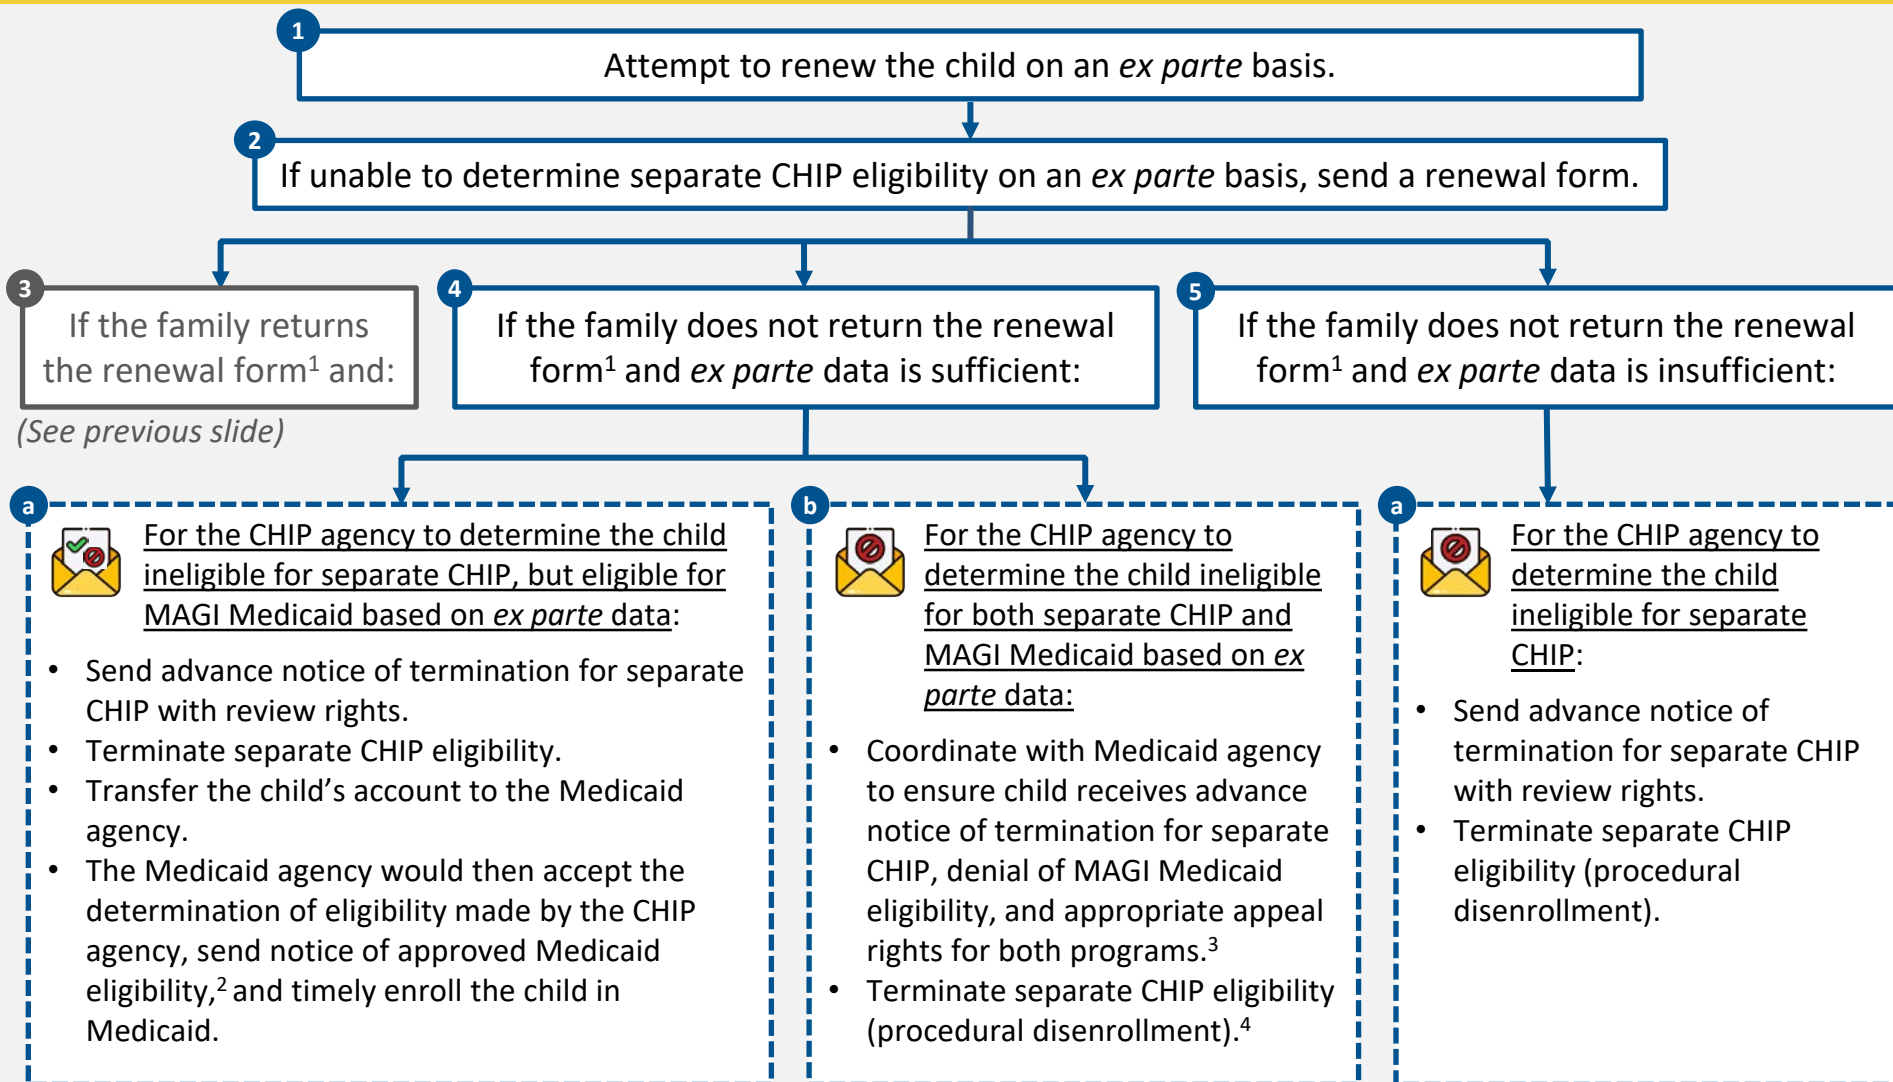 1
Attempt to renew the child on an ex parte basis.
2
If unable to determine separate CHIP eligibility on an ex parte basis, send a renewal form.
3
If the family returns
the renewal form¹ and:
(See previous slide)
4
If the family does not return the renewal
form¹ and ex parte data is sufficient:
5
If the family does not return the renewal
form¹ and ex parte data is insufficient:
a
For the CHIP agency to determine the child
ineligible for separate CHIP, but eligible for
MAGI Medicaid based on ex parte data:
• Send advance notice of termination for separate
CHIP with review rights.
• Terminate separate CHIP eligibility.
• Transfer the child’s account to the Medicaid
agency.
• The Medicaid agency would then accept the
determination of eligibility made by the CHIP
agency, send notice of approved Medicaid
eligibility,² and timely enroll the child in
Medicaid.
b
For the CHIP agency to
determine the child ineligible
for both separate CHIP and
MAGI Medicaid based on ex
parte data:
• Coordinate with Medicaid agency
to ensure child receives advance
notice of termination for separate
CHIP, denial of MAGI Medicaid
eligibility, and appropriate appeal
rights for both programs.³
• Terminate separate CHIP eligibility
(procedural disenrollment).⁴
a
For the CHIP agency to
determine the child
ineligible for separate
CHIP:
• Send advance notice of
termination for separate CHIP
with review rights.
• Terminate separate CHIP
eligibility (procedural
disenrollment).